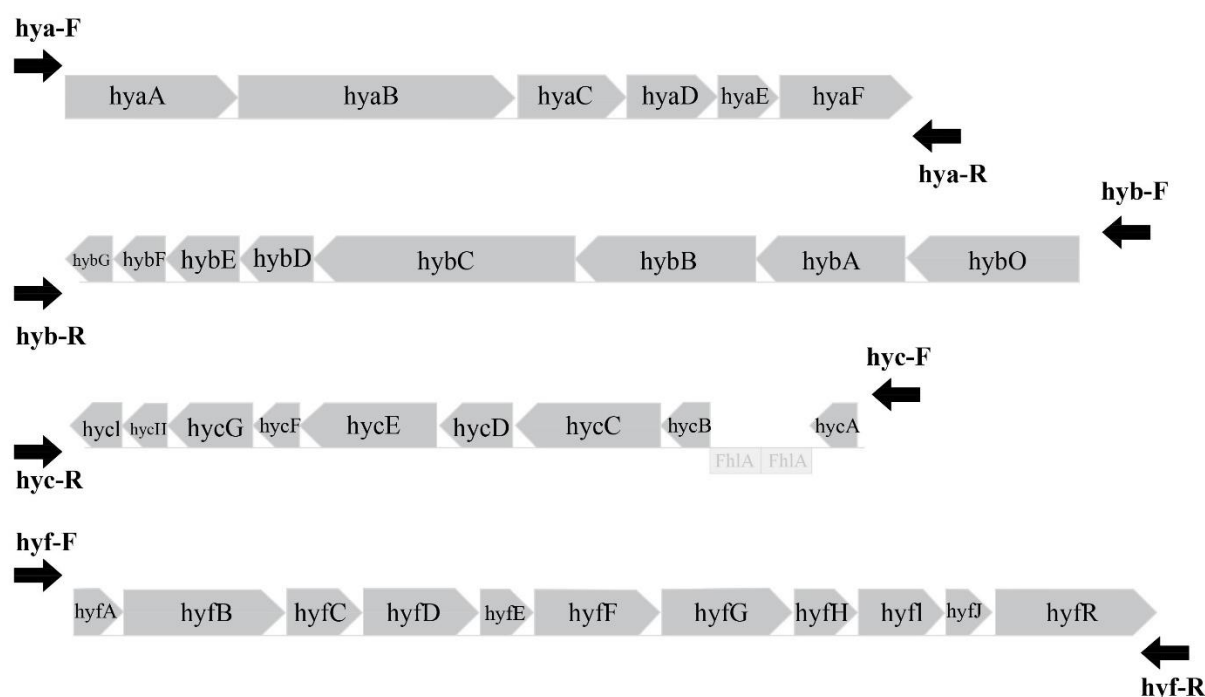 hya-F
hyaA hyaB hyaC hyaD hyaE hyaF
hya-R
hyb-F
hybG hybF hybE hybD hybC hybB hybA hybO
hyb-R
hyc-F
hycI hycH hycG hycF hycE hycD hycC hycB hycA
FhlA FhlA
hyc-R
hyf-F
hyfA hyfB hyfC hyfD hyfE hyfF hyfG hyfH hyfI hyfJ hyfR
hyf-R